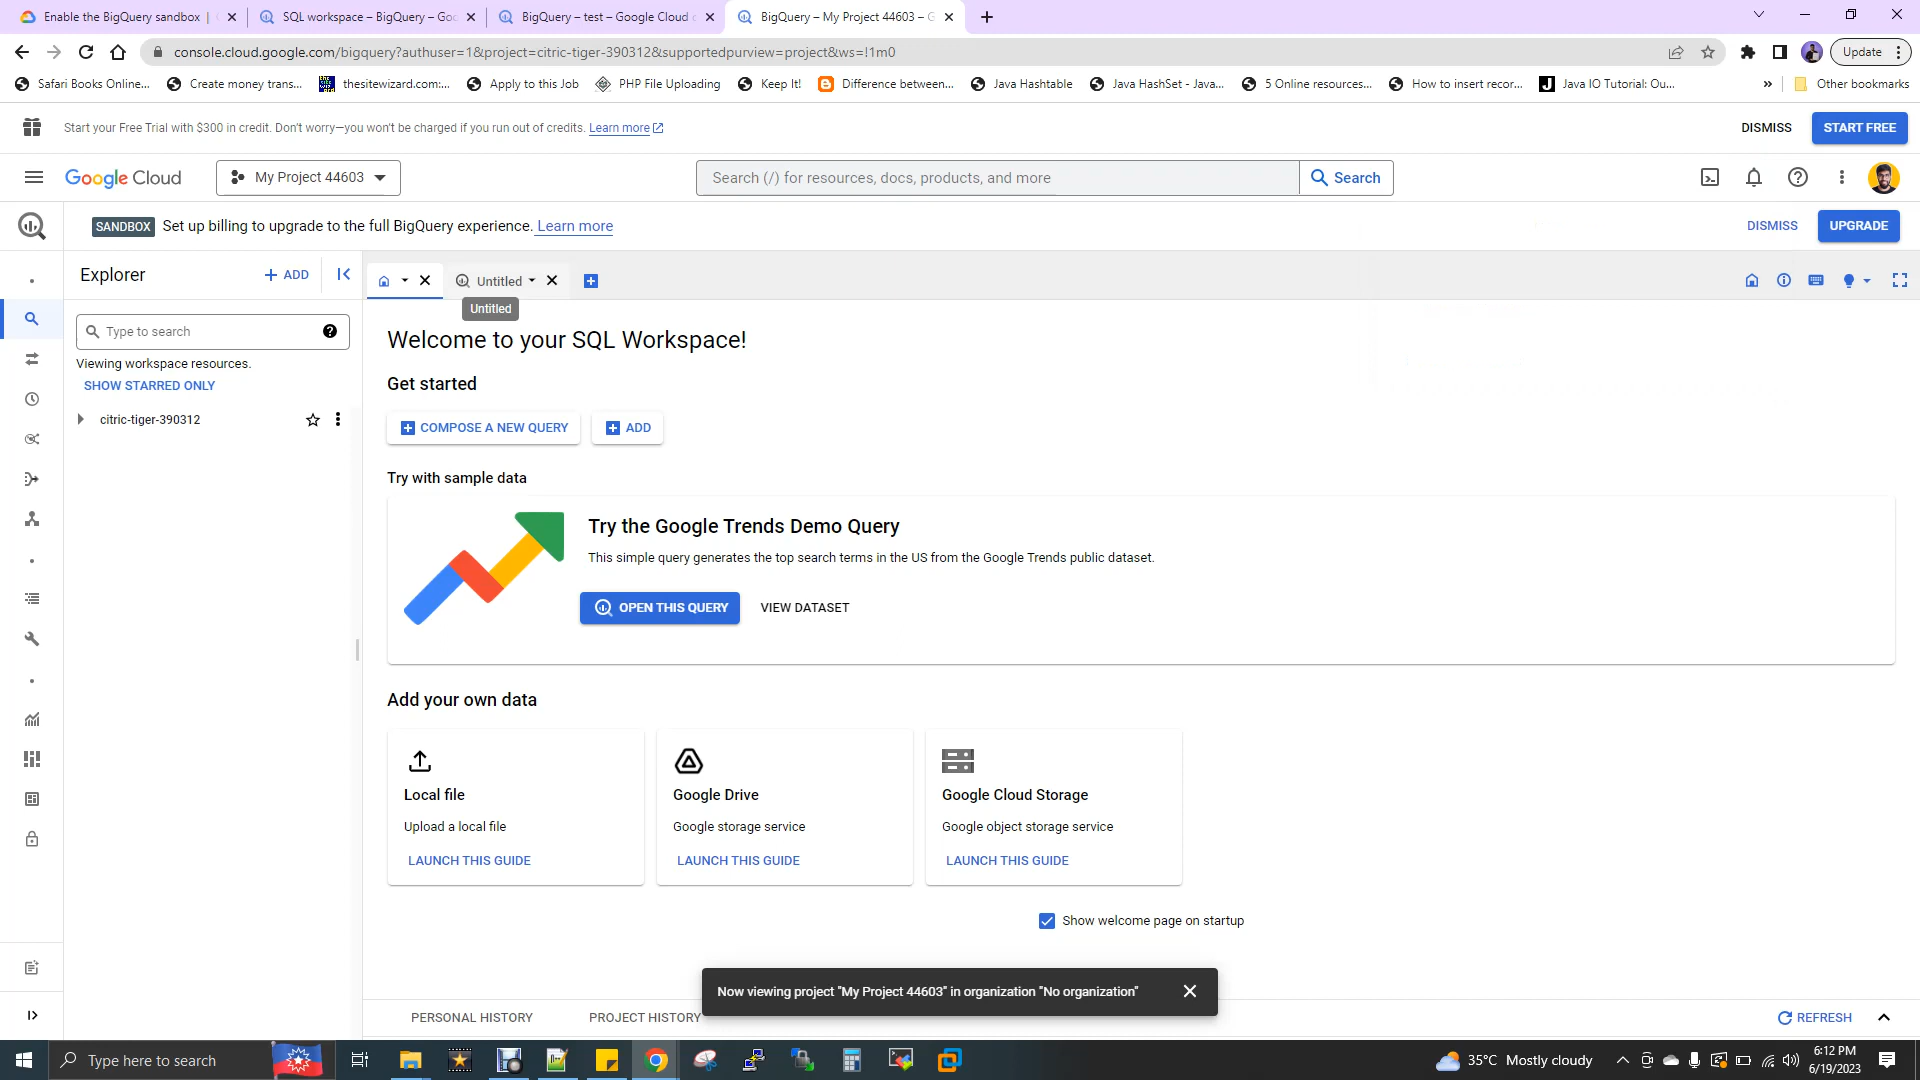 Enable the BigQuery sandbox
SQL workspace – BigQuery – Goo
BigQuery – test – Google Cloud c
BigQuery – My Project 44603 – G
console.cloud.google.com/bigquery?authuser=1&project=citric-tiger-390312&supportedpurview=project&ws=!1m0
Update
Safari Books Online...
Create money trans...
thesitewizard.com:...
Apply to this Job
PHP File Uploading
Keep It!
Difference between...
Java Hashtable
Java HashSet - Java...
5 Online resources...
How to insert recor...
Java IO Tutorial: Ou...
»
Other bookmarks
Start your Free Trial with $300 in credit. Don't worry—you won't be charged if you run out of credits. Learn more
DISMISS
START FREE
Google Cloud
My Project 44603
Search (/) for resources, docs, products, and more
Search
SANDBOX Set up billing to upgrade to the full BigQuery experience. Learn more
DISMISS
UPGRADE
Explorer
+ ADD
Untitled
Untitled
Type to search
Viewing workspace resources.
SHOW STARRED ONLY
citric-tiger-390312
Welcome to your SQL Workspace!
Get started
COMPOSE A NEW QUERY
ADD
Try with sample data
Try the Google Trends Demo Query
This simple query generates the top search terms in the US from the Google Trends public dataset.
OPEN THIS QUERY
VIEW DATASET
Add your own data
Local file
Upload a local file
LAUNCH THIS GUIDE
Google Drive
Google storage service
LAUNCH THIS GUIDE
Google Cloud Storage
Google object storage service
LAUNCH THIS GUIDE
Show welcome page on startup
Now viewing project "My Project 44603" in organization "No organization"
PERSONAL HISTORY
PROJECT HISTORY
REFRESH
Type here to search
35°C Mostly cloudy
6:12 PM
6/19/2023